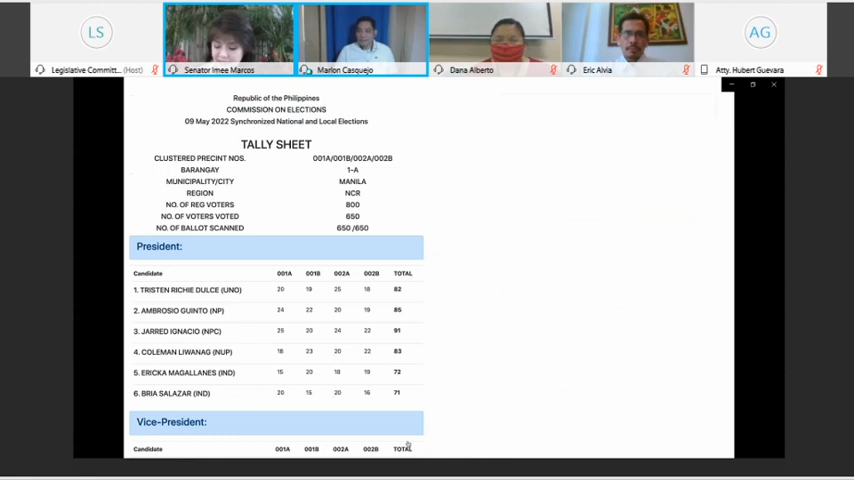 LS
AG
Legislative Committ... (Host)
Senator Imee Marcos
Marlon Casquejo
Dana Alberto
Eric Alvia
Atty. Hubert Guevara
Republic of the Philippines
COMMISSION ON ELECTIONS
09 May 2022 Synchronized National and Local Elections
TALLY SHEET
CLUSTERED PRECINT NOS. 001A/001B/002A/002B
BARANGAY 1-A
MUNICIPALITY/CITY MANILA
REGION NCR
NO. OF REG VOTERS 800
NO. OF VOTERS VOTED 650
NO. OF BALLOT SCANNED 650 /650
President:
Candidate 001A 001B 002A 002B TOTAL
1. TRISTEN RICHIE DULCE (UNO) 20 19 25 18 82
2. AMBROSIO GUINTO (NP) 24 22 20 19 85
3. JARRED IGNACIO (NPC) 25 20 24 22 91
4. COLEMAN LIWANAG (NUP) 18 23 20 22 83
5. ERICKA MAGALLANES (IND) 15 20 18 19 72
6. BRIA SALAZAR (IND) 20 15 20 16 71
Vice-President:
Candidate 001A 001B 002A 002B TOTAL